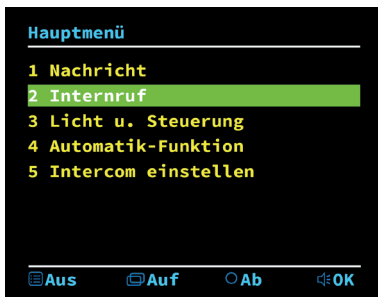 Hauptmenü
1 Nachricht
2 Internruf
3 Licht u. Steuerung
4 Automatik-Funktion
5 Intercom einstellen
Aus Auf Ab OK